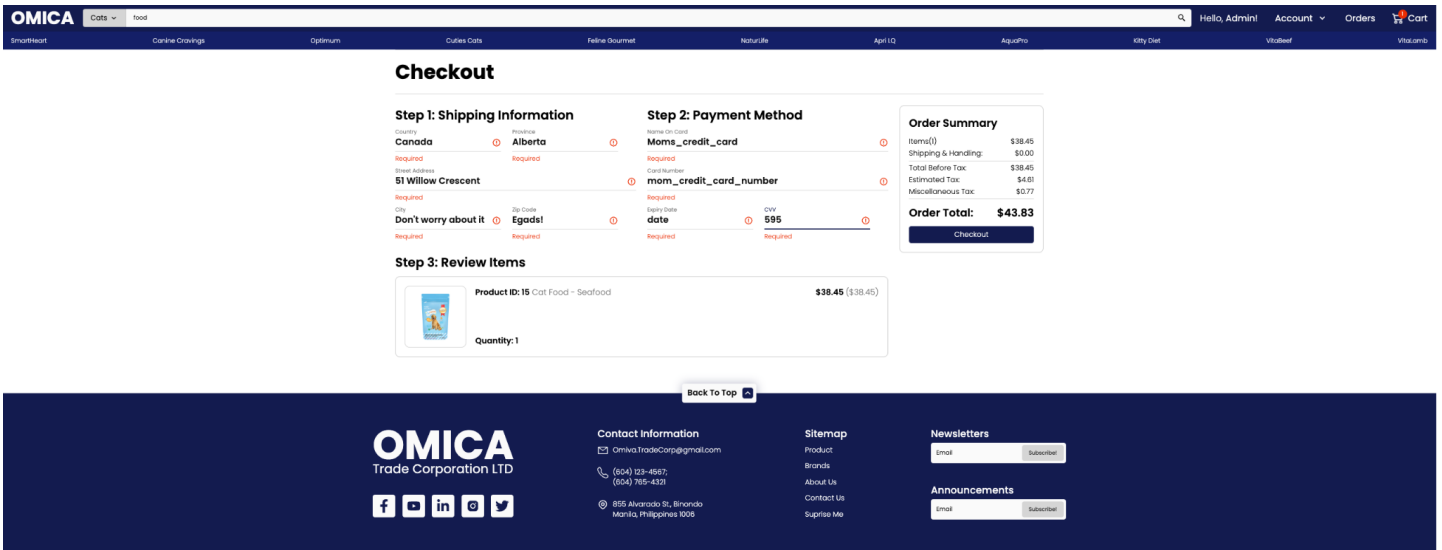 OMICA Cats food Hello, Admin! Account Orders 1 Cart
SmartHeart Canine Cravings Optimum Cuties Cats Feline Gourmet NaturLife Apri I.Q AquaPro Kitty Diet VitaBeef VitaLamb
Checkout
Step 1: Shipping Information
Country Province
Canada Alberta
Required Required
Street Address
51 Willow Crescent
Required
City Zip Code
Don't worry about it Egads!
Required Required
Step 2: Payment Method
Name On Card
Moms_credit_card
Required
Card Number
mom_credit_card_number
Required
Expiry Date CVV
date 595
Required Required
Order Summary
Items(1) $38.45
Shipping & Handling: $0.00
Total Before Tax: $38.45
Estimated Tax: $4.61
Miscellaneous Tax: $0.77
Order Total: $43.83
Checkout
Step 3: Review Items
Product ID: 15 Cat Food - Seafood $38.45 ($38.45)
Quantity: 1
Back To Top
OMICA
Trade Corporation LTD
Contact Information
Omiva.TradeCorp@gmail.com
(604) 123-4567;
(604) 765-4321
855 Alvarado St., Binondo
Manila, Philippines 1006
Sitemap
Product
Brands
About Us
Contact Us
Suprise Me
Newsletters
Email Subscribe!
Announcements
Email Subscribe!